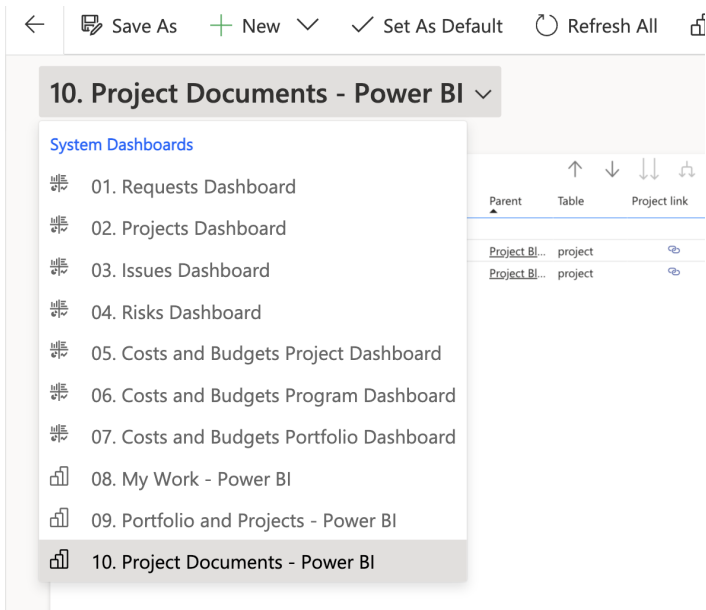 Save As New Set As Default Refresh All
10. Project Documents - Power BI
System Dashboards
01. Requests Dashboard
02. Projects Dashboard
03. Issues Dashboard
04. Risks Dashboard
05. Costs and Budgets Project Dashboard
06. Costs and Budgets Program Dashboard
07. Costs and Budgets Portfolio Dashboard
08. My Work - Power BI
09. Portfolio and Projects - Power BI
10. Project Documents - Power BI
Parent Table Project link
Project Bl... project
Project Bl... project